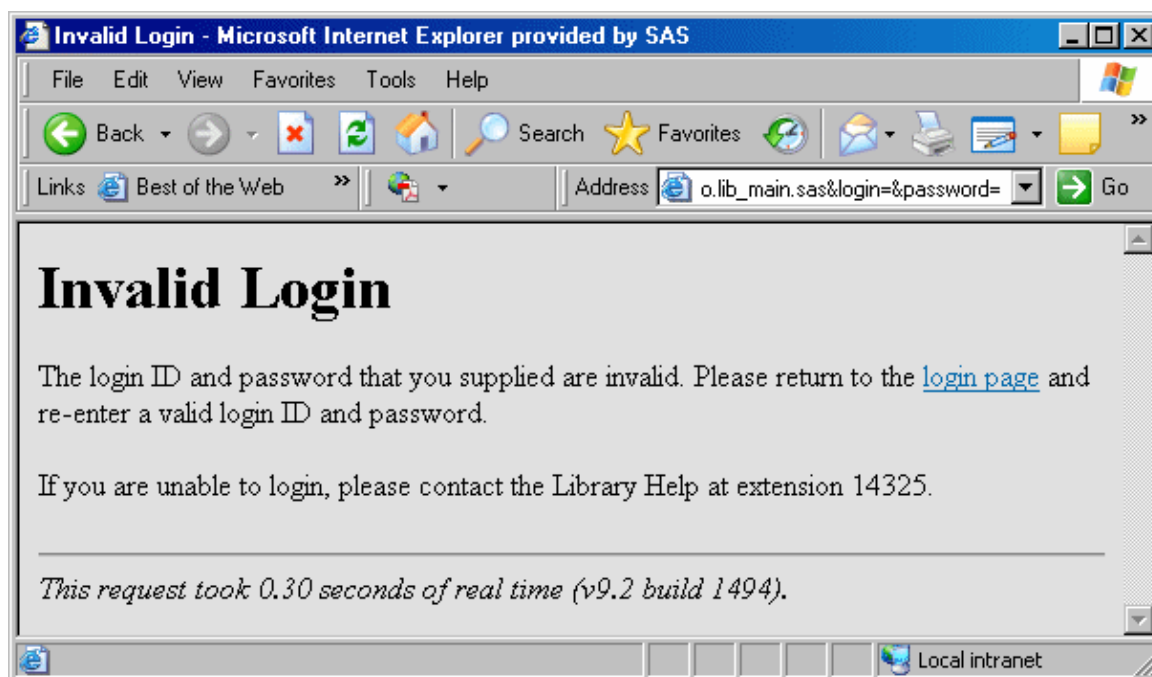 Invalid Login - Microsoft Internet Explorer provided by SAS
File Edit View Favorites Tools Help
Back Search Favorites »
Links Best of the Web » Address o.lib_main.sas&login=&password= Go
Invalid Login
The login ID and password that you supplied are invalid. Please return to the login page and
re-enter a valid login ID and password.
If you are unable to login, please contact the Library Help at extension 14325.
This request took 0.30 seconds of real time (v9.2 build 1494).
Local intranet